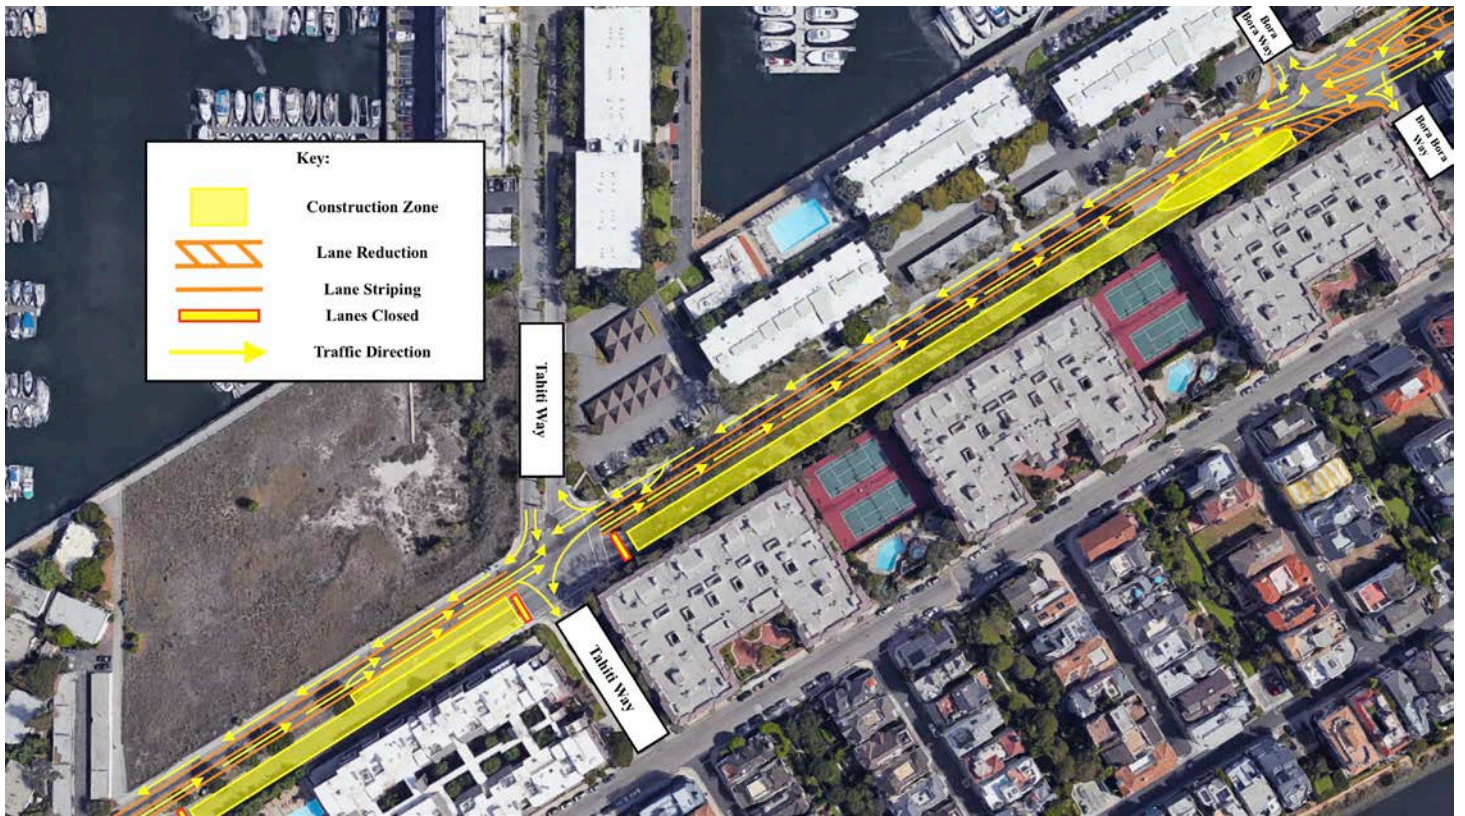 Bora
Bora Way
Key:
Construction Zone
Lane Reduction
Lane Striping
Lanes Closed
Traffic Direction
Bora Bora
Way
Tahiti Way
Tahiti Way